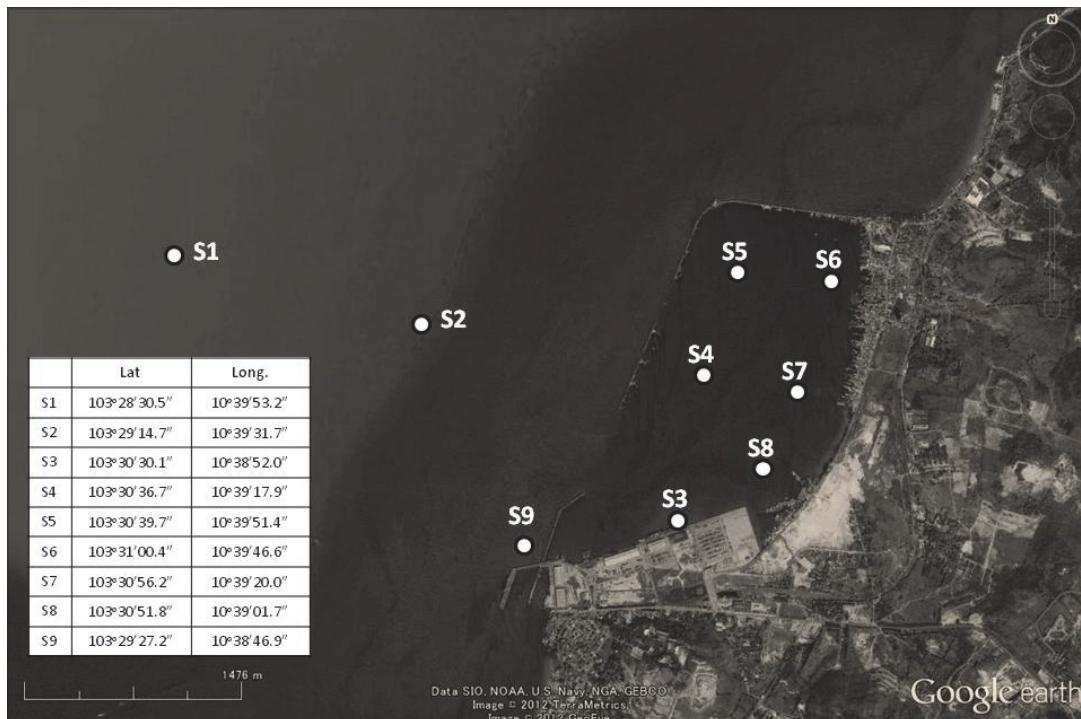 N
S1
S2
S5
S6
S4
S7
S8
S3
S9
Lat Long.
S1 103°28'30.5" 10°39'53.2"
S2 103°29'14.7" 10°39'31.7"
S3 103°30'30.1" 10°38'52.0"
S4 103°30'36.7" 10°39'17.9"
S5 103°30'39.7" 10°39'51.4"
S6 103°31'00.4" 10°39'46.6"
S7 103°30'56.2" 10°39'20.0"
S8 103°30'51.8" 10°39'01.7"
S9 103°29'27.2" 10°38'46.9"
1476 m
Data SIO, NOAA, U.S. Navy, NGA, GEBCO
Image © 2012 TerraMetrics
Image © 2012 GeoEye
Google earth